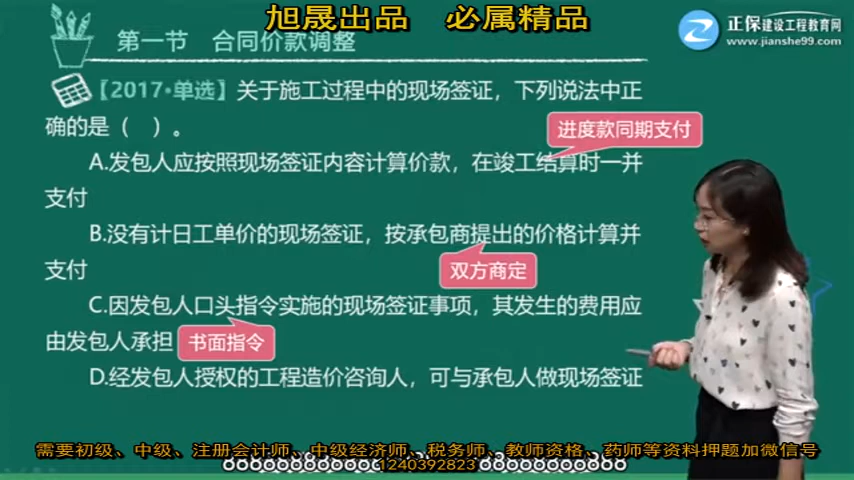 旭晟出品 必属精品
正保建设工程教育网
www.jianshe99.com
第一节 合同价款调整
【2017·单选】关于施工过程中的现场签证，下列说法中正
确的是（ ）。
进度款同期支付
A.发包人应按照现场签证内容计算价款，在竣工结算时一并
支付
B.没有计日工单价的现场签证，按承包商提出的价格计算并
支付
双方商定
C.因发包人口头指令实施的现场签证事项，其发生的费用应
由发包人承担
书面指令
D.经发包人授权的工程造价咨询人，可与承包人做现场签证
需要初级、中级、注册会计师、中级经济师、税务师、教师资格、药师等资料押题加微信号
1240392823